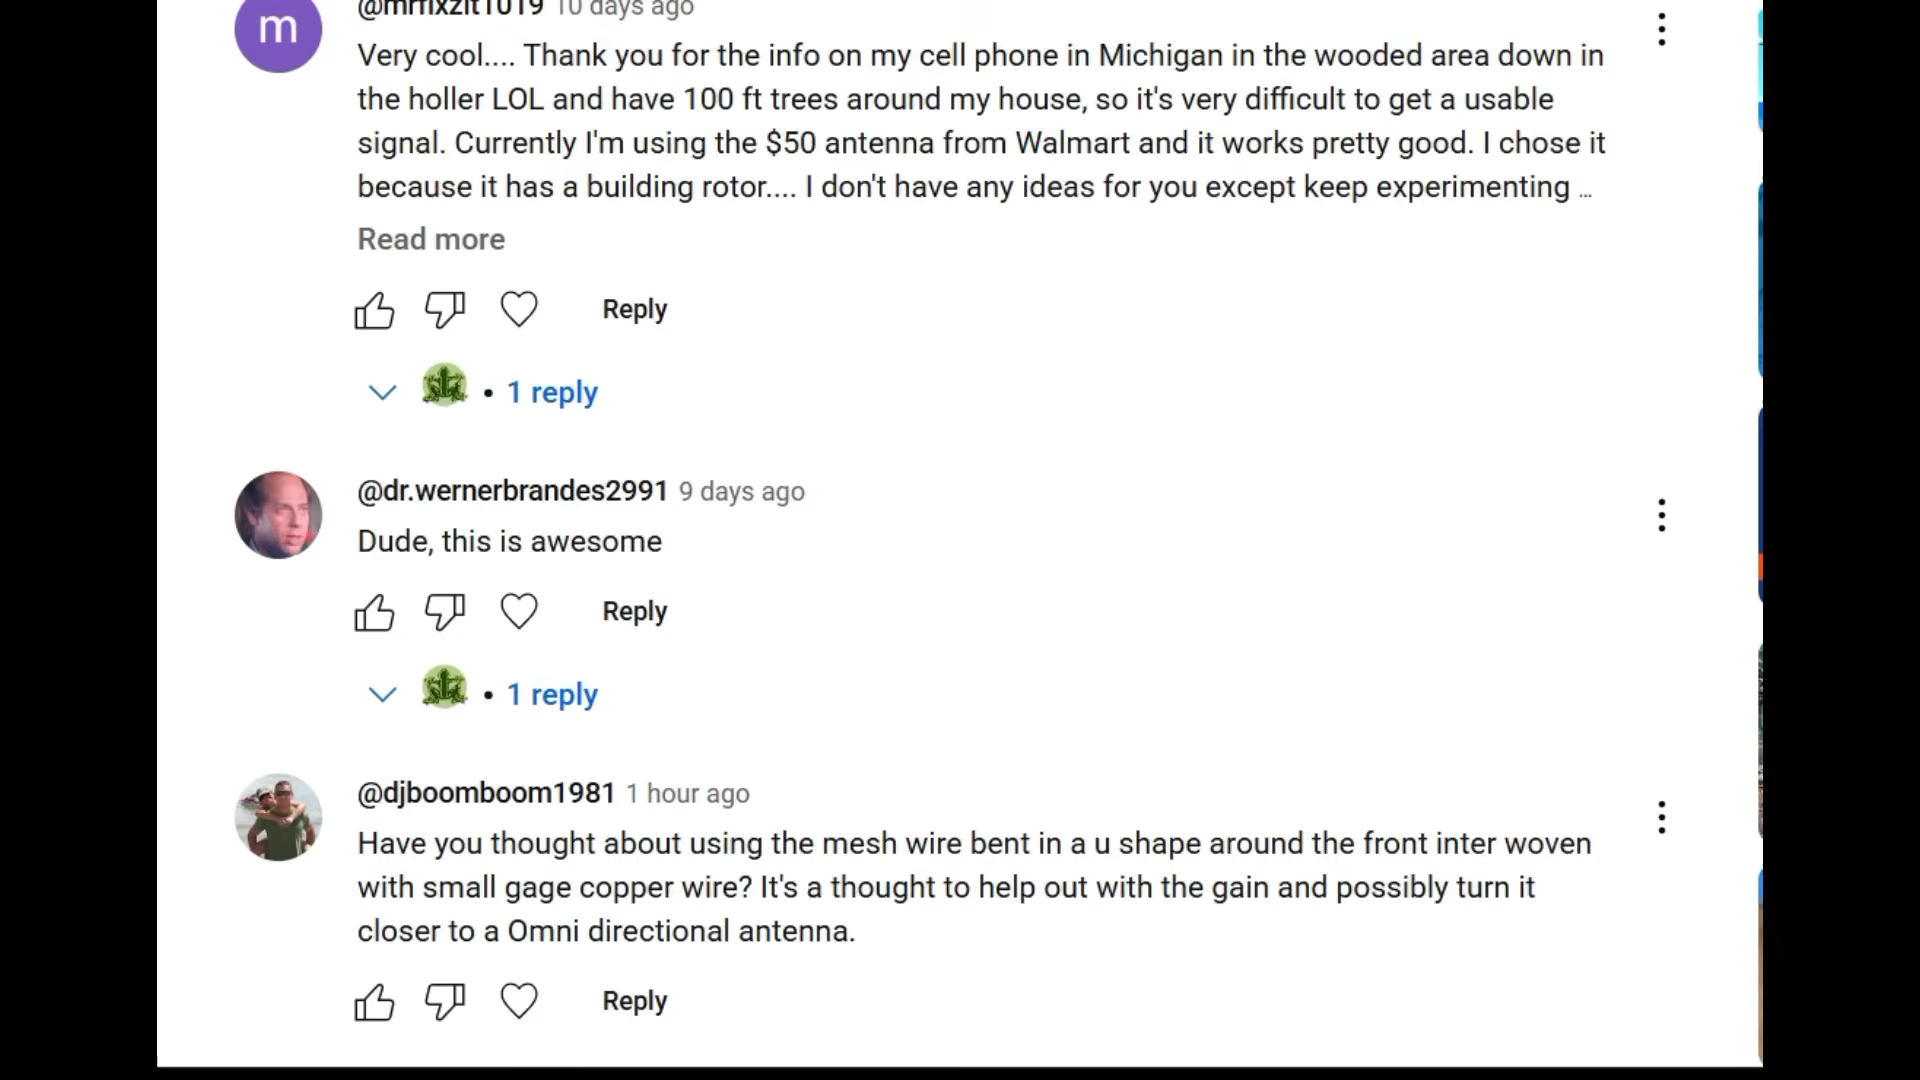 m
@mrfixzit1019 10 days ago
Very cool.... Thank you for the info on my cell phone in Michigan in the wooded area down in
the holler LOL and have 100 ft trees around my house, so it's very difficult to get a usable
signal. Currently I'm using the $50 antenna from Walmart and it works pretty good. I chose it
because it has a building rotor.... I don't have any ideas for you except keep experimenting ...
Read more
Reply
• 1 reply
@dr.wernerbrandes2991 9 days ago
Dude, this is awesome
Reply
• 1 reply
@djboomboom1981 1 hour ago
Have you thought about using the mesh wire bent in a u shape around the front inter woven
with small gage copper wire? It's a thought to help out with the gain and possibly turn it
closer to a Omni directional antenna.
Reply